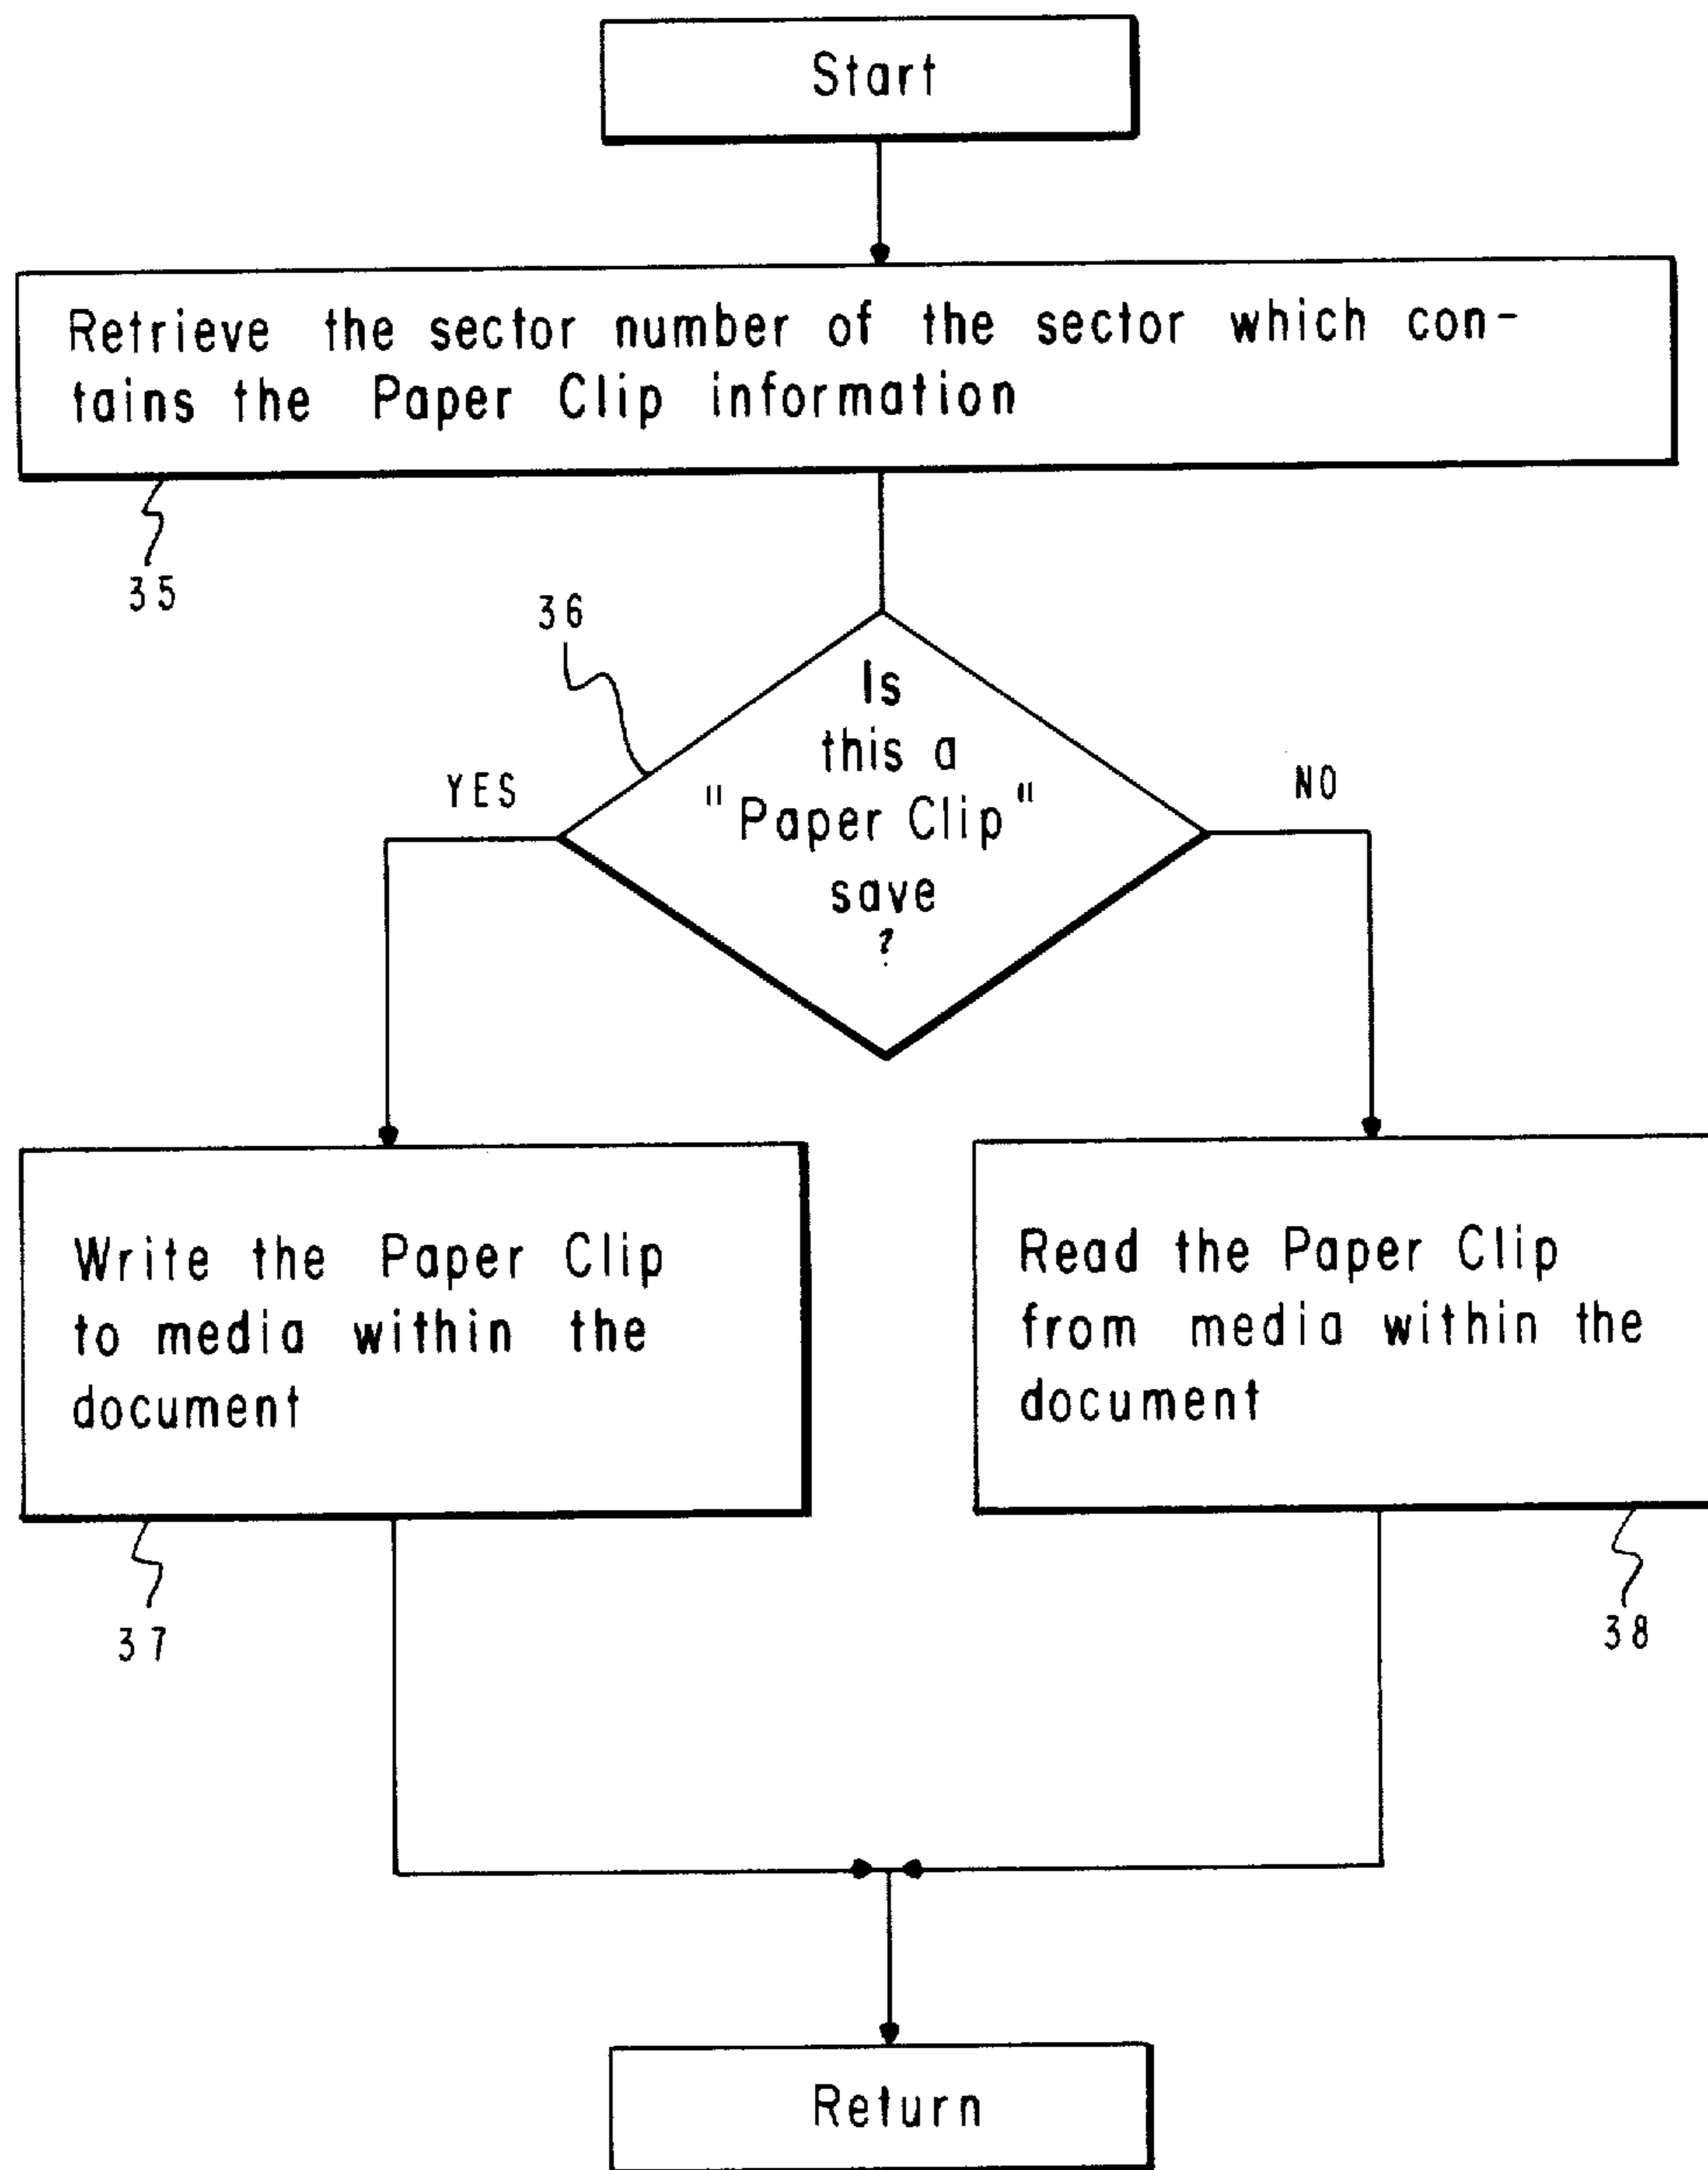 Start
Retrieve the sector number of the sector which con-
tains the Paper Clip information
35
36
Is
this a
"Paper Clip"
save
?
YES
NO
Write the Paper Clip
to media within the
document
Read the Paper Clip
from media within the
document
37
38
Return